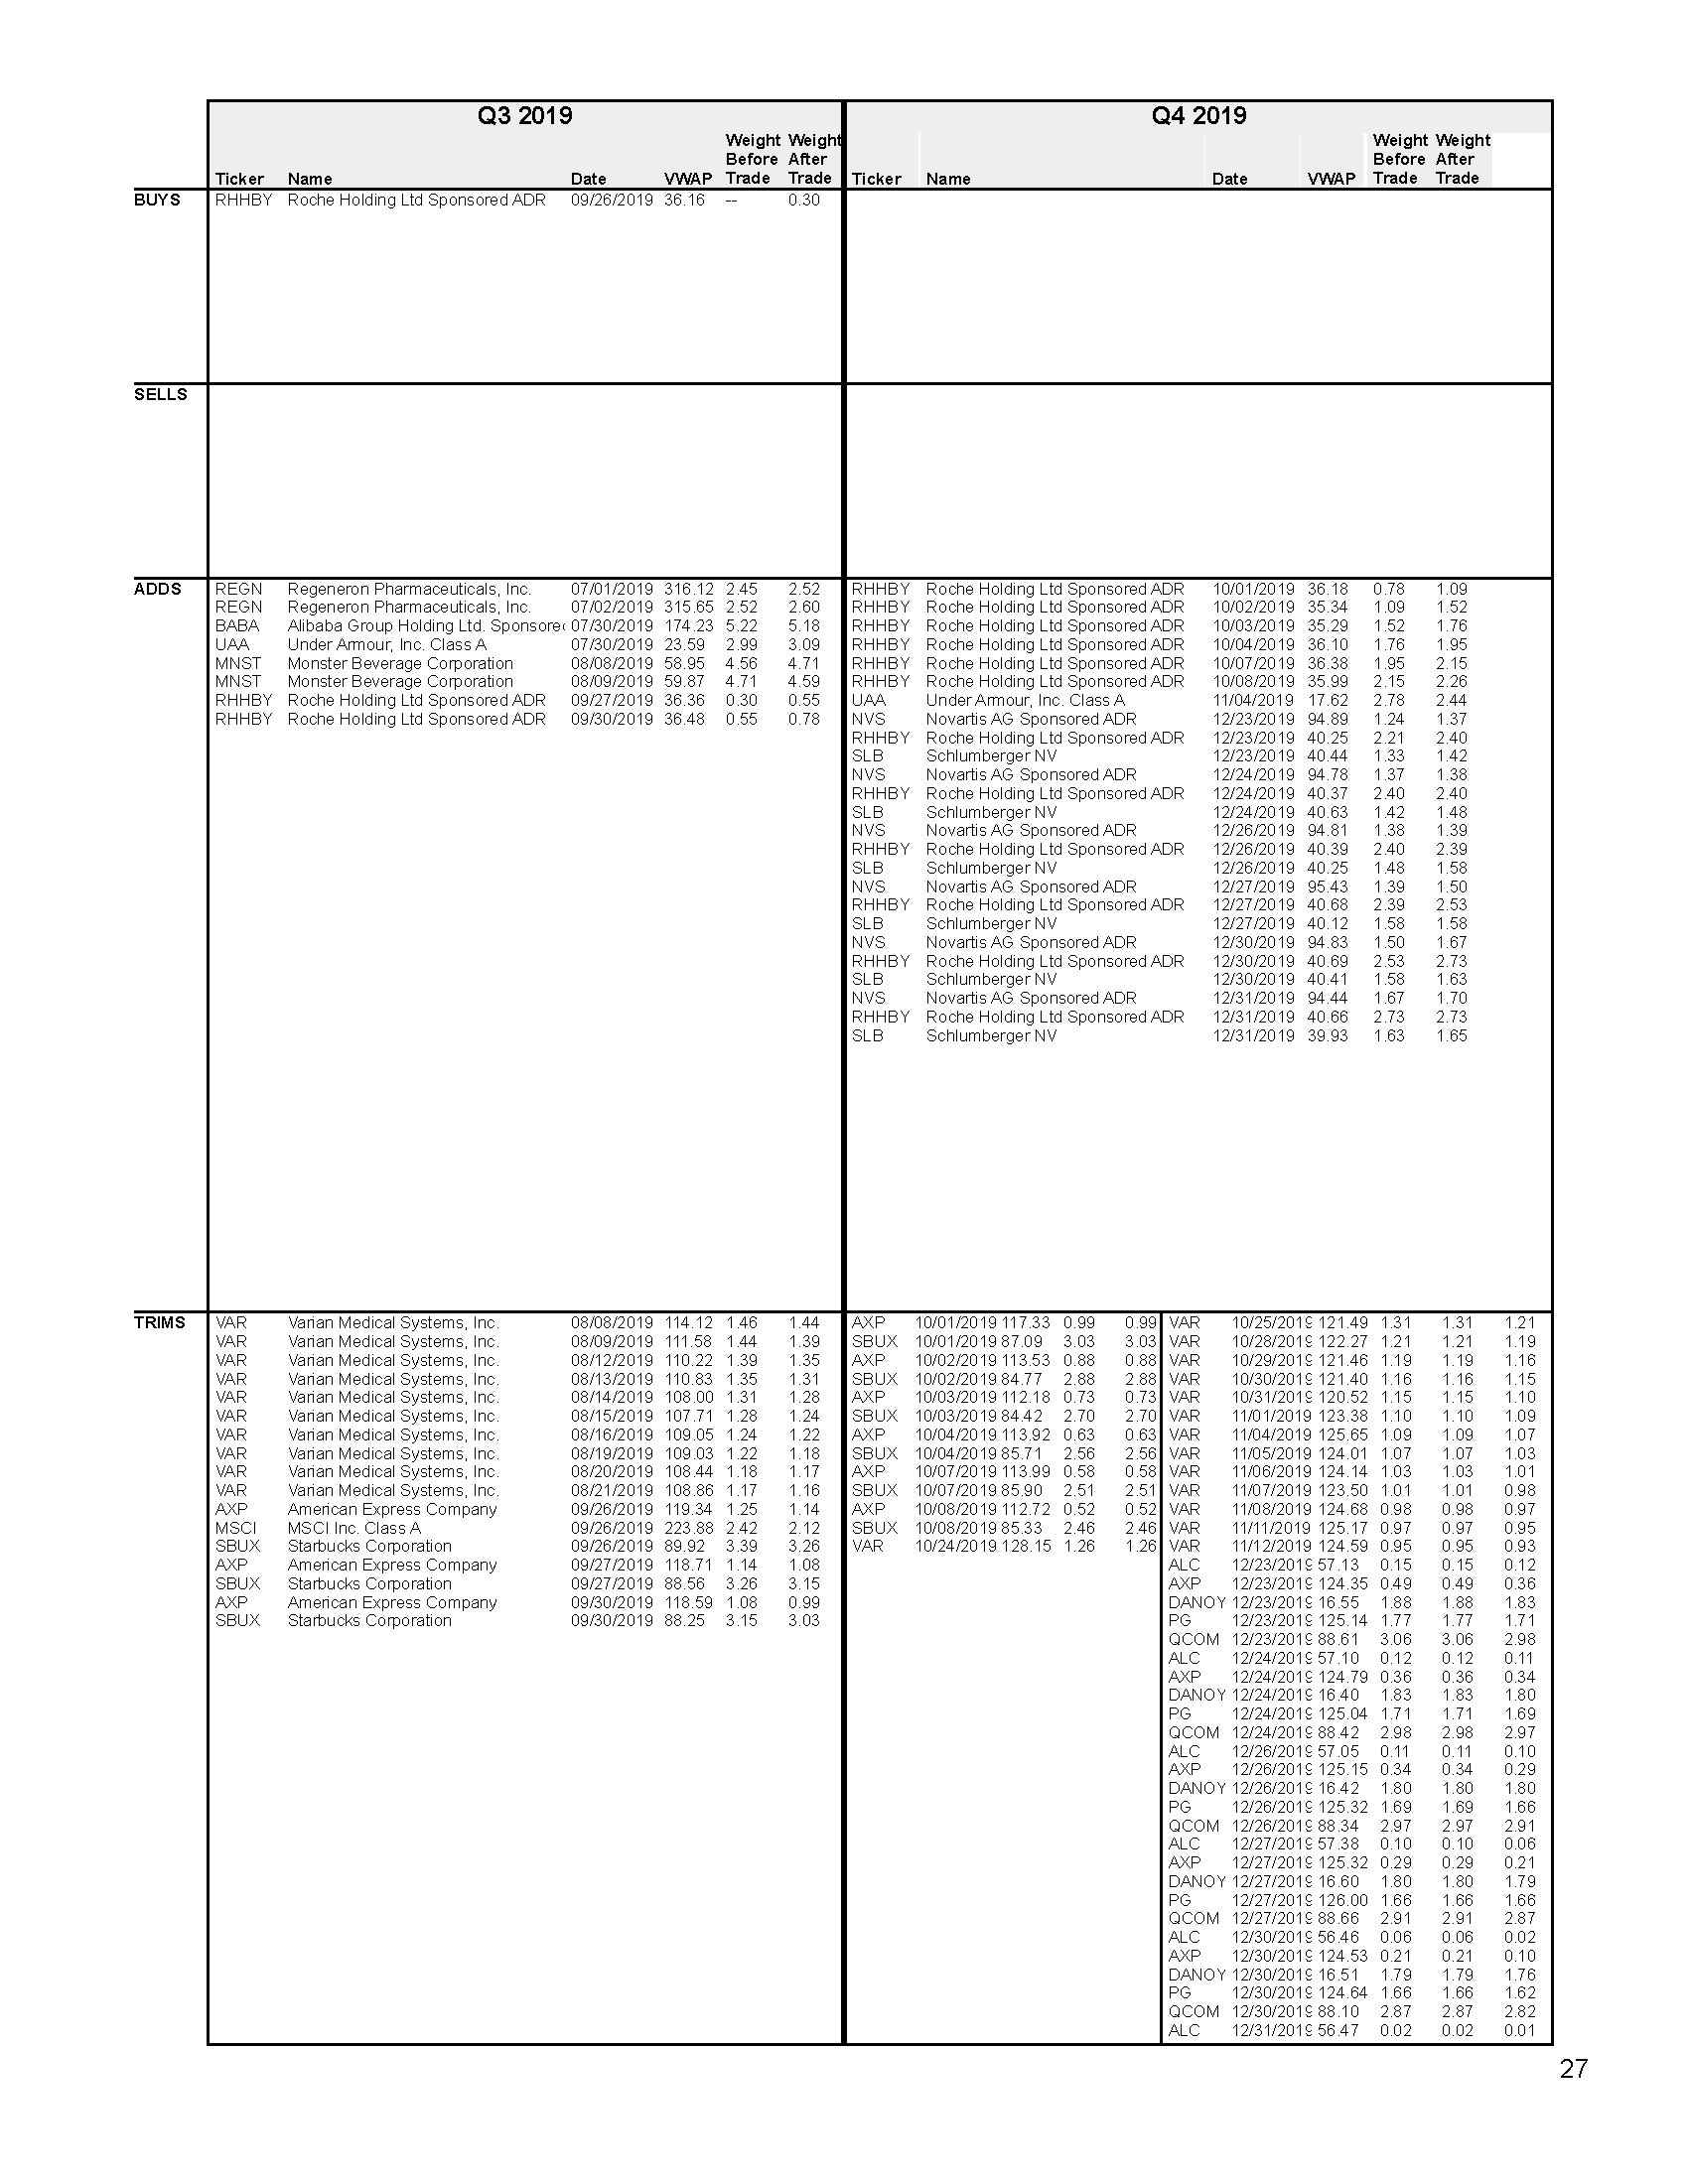 Q3 2019
Ticker Name Date VWAP Weight Before Trade Weight After Trade
BUYS RHHBY Roche Holding Ltd Sponsored ADR 09/26/2019 36.16 -- 0.30
SELLS
ADDS REGN Regeneron Pharmaceuticals, Inc. 07/01/2019 316.12 2.45 2.52
REGN Regeneron Pharmaceuticals, Inc. 07/02/2019 315.65 2.52 2.60
BABA Alibaba Group Holding Ltd. Sponsore 07/30/2019 174.23 5.22 5.18
UAA Under Armour, Inc. Class A 07/30/2019 23.59 2.99 3.09
MNST Monster Beverage Corporation 08/08/2019 58.95 4.56 4.71
MNST Monster Beverage Corporation 08/09/2019 59.87 4.71 4.59
RHHBY Roche Holding Ltd Sponsored ADR 09/27/2019 36.36 0.30 0.55
RHHBY Roche Holding Ltd Sponsored ADR 09/30/2019 36.48 0.55 0.78
TRIMS VAR Varian Medical Systems, Inc. 08/08/2019 114.12 1.46 1.44
VAR Varian Medical Systems, Inc. 08/09/2019 111.58 1.44 1.39
VAR Varian Medical Systems, Inc. 08/12/2019 110.22 1.39 1.35
VAR Varian Medical Systems, Inc. 08/13/2019 110.83 1.35 1.31
VAR Varian Medical Systems, Inc. 08/14/2019 108.00 1.31 1.28
VAR Varian Medical Systems, Inc. 08/15/2019 107.71 1.28 1.24
VAR Varian Medical Systems, Inc. 08/16/2019 109.05 1.24 1.22
VAR Varian Medical Systems, Inc. 08/19/2019 109.03 1.22 1.18
VAR Varian Medical Systems, Inc. 08/20/2019 108.44 1.18 1.17
VAR Varian Medical Systems, Inc. 08/21/2019 108.86 1.17 1.16
AXP American Express Company 09/26/2019 119.34 1.25 1.14
MSCI MSCI Inc. Class A 09/26/2019 223.88 2.42 2.12
SBUX Starbucks Corporation 09/26/2019 89.92 3.39 3.26
AXP American Express Company 09/27/2019 118.71 1.14 1.08
SBUX Starbucks Corporation 09/27/2019 88.56 3.26 3.15
AXP American Express Company 09/30/2019 118.59 1.08 0.99
SBUX Starbucks Corporation 09/30/2019 88.25 3.15 3.03
Q4 2019
Ticker Name Date VWAP Weight Before Trade Weight After Trade
RHHBY Roche Holding Ltd Sponsored ADR 10/01/2019 36.18 0.78 1.09
RHHBY Roche Holding Ltd Sponsored ADR 10/02/2019 35.34 1.09 1.52
RHHBY Roche Holding Ltd Sponsored ADR 10/03/2019 35.29 1.52 1.76
RHHBY Roche Holding Ltd Sponsored ADR 10/04/2019 36.10 1.76 1.95
RHHBY Roche Holding Ltd Sponsored ADR 10/07/2019 36.38 1.95 2.15
RHHBY Roche Holding Ltd Sponsored ADR 10/08/2019 35.99 2.15 2.26
UAA Under Armour, Inc. Class A 11/04/2019 17.62 2.78 2.44
NVS Novartis AG Sponsored ADR 12/23/2019 94.89 1.24 1.37
RHHBY Roche Holding Ltd Sponsored ADR 12/23/2019 40.25 2.21 2.40
SLB Schlumberger NV 12/23/2019 40.44 1.33 1.42
NVS Novartis AG Sponsored ADR 12/24/2019 94.78 1.37 1.38
RHHBY Roche Holding Ltd Sponsored ADR 12/24/2019 40.37 2.40 2.40
SLB Schlumberger NV 12/24/2019 40.63 1.42 1.48
NVS Novartis AG Sponsored ADR 12/26/2019 94.81 1.38 1.39
RHHBY Roche Holding Ltd Sponsored ADR 12/26/2019 40.39 2.40 2.39
SLB Schlumberger NV 12/26/2019 40.25 1.48 1.58
NVS Novartis AG Sponsored ADR 12/27/2019 95.43 1.39 1.50
RHHBY Roche Holding Ltd Sponsored ADR 12/27/2019 40.68 2.39 2.53
SLB Schlumberger NV 12/27/2019 40.12 1.58 1.58
NVS Novartis AG Sponsored ADR 12/30/2019 94.83 1.50 1.67
RHHBY Roche Holding Ltd Sponsored ADR 12/30/2019 40.69 2.53 2.73
SLB Schlumberger NV 12/30/2019 40.41 1.58 1.63
NVS Novartis AG Sponsored ADR 12/31/2019 94.44 1.67 1.70
RHHBY Roche Holding Ltd Sponsored ADR 12/31/2019 40.66 2.73 2.73
SLB Schlumberger NV 12/31/2019 39.93 1.63 1.65
AXP 10/01/2019 117.33 0.99 0.99
SBUX 10/01/2019 87.09 3.03 3.03
AXP 10/02/2019 113.53 0.88 0.88
SBUX 10/02/2019 84.77 2.88 2.88
AXP 10/03/2019 112.18 0.73 0.73
SBUX 10/03/2019 84.42 2.70 2.70
AXP 10/04/2019 113.92 0.63 0.63
SBUX 10/04/2019 85.71 2.56 2.56
AXP 10/07/2019 113.99 0.58 0.58
SBUX 10/07/2019 85.90 2.51 2.51
AXP 10/08/2019 112.72 0.52 0.52
SBUX 10/08/2019 85.33 2.46 2.46
VAR 10/24/2019 128.15 1.26 1.26
VAR 10/25/2019 121.49 1.31 1.31 1.21
VAR 10/28/2019 122.27 1.21 1.21 1.19
VAR 10/29/2019 121.46 1.19 1.19 1.16
VAR 10/30/2019 121.40 1.16 1.16 1.15
VAR 10/31/2019 120.52 1.15 1.15 1.10
VAR 11/01/2019 123.38 1.10 1.10 1.09
VAR 11/04/2019 125.65 1.09 1.09 1.07
VAR 11/05/2019 124.01 1.07 1.07 1.03
VAR 11/06/2019 124.14 1.03 1.03 1.01
VAR 11/07/2019 123.50 1.01 1.01 0.98
VAR 11/08/2019 124.68 0.98 0.98 0.97
VAR 11/11/2019 125.17 0.97 0.97 0.95
VAR 11/12/2019 124.59 0.95 0.95 0.93
ALC 12/23/2019 57.13 0.15 0.15 0.12
AXP 12/23/2019 124.35 0.49 0.49 0.36
DANOY 12/23/2019 16.55 1.88 1.88 1.83
PG 12/23/2019 125.14 1.77 1.77 1.71
QCOM 12/23/2019 88.61 3.06 3.06 2.98
ALC 12/24/2019 57.10 0.12 0.12 0.11
AXP 12/24/2019 124.79 0.36 0.36 0.34
DANOY 12/24/2019 16.40 1.83 1.83 1.80
PG 12/24/2019 125.04 1.71 1.71 1.69
QCOM 12/24/2019 88.42 2.98 2.98 2.97
ALC 12/26/2019 57.05 0.11 0.11 0.10
AXP 12/26/2019 125.15 0.34 0.34 0.29
DANOY 12/26/2019 16.42 1.80 1.80 1.80
PG 12/26/2019 125.32 1.69 1.69 1.66
QCOM 12/26/2019 88.34 2.97 2.97 2.91
ALC 12/27/2019 57.38 0.10 0.10 0.06
AXP 12/27/2019 125.32 0.29 0.29 0.21
DANOY 12/27/2019 16.60 1.80 1.80 1.79
PG 12/27/2019 126.00 1.66 1.66 1.66
QCOM 12/27/2019 88.66 2.91 2.91 2.87
ALC 12/30/2019 56.46 0.06 0.06 0.02
AXP 12/30/2019 124.53 0.21 0.21 0.10
DANOY 12/30/2019 16.51 1.79 1.79 1.76
PG 12/30/2019 124.64 1.66 1.66 1.62
QCOM 12/30/2019 88.10 2.87 2.87 2.82
ALC 12/31/2019 56.47 0.02 0.02 0.01
27